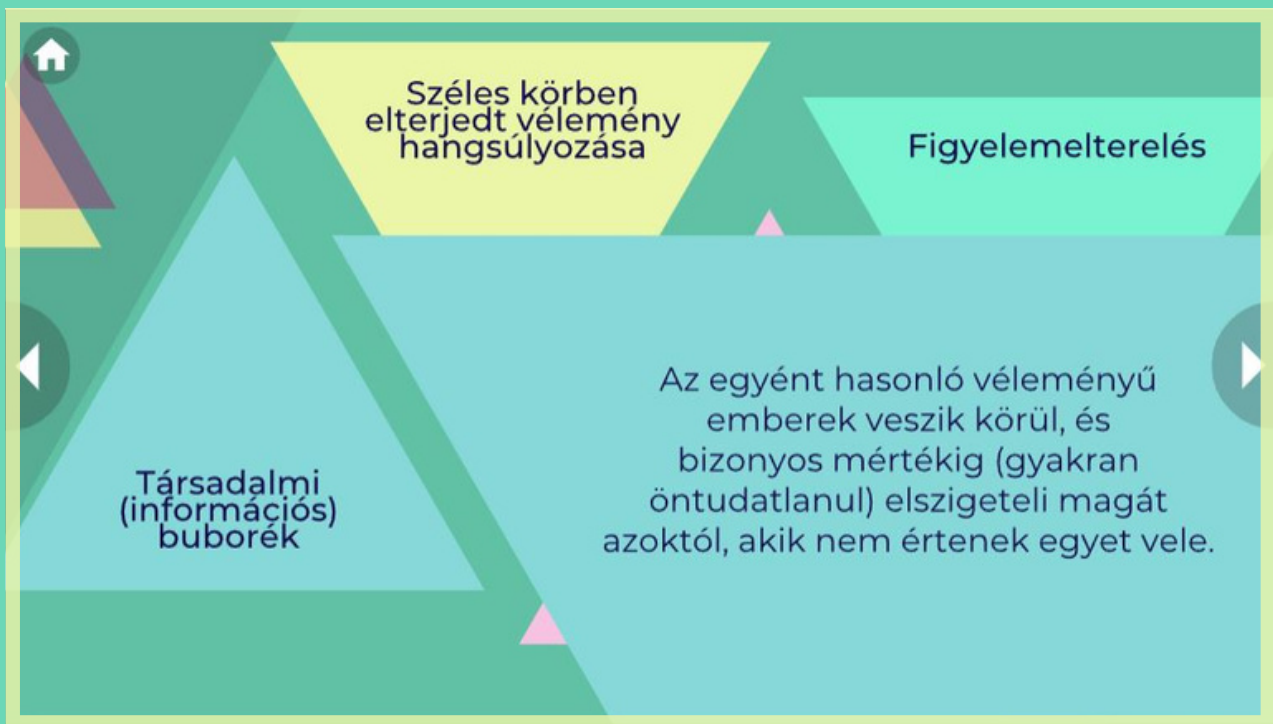 Széles körben
elterjedt vélemény
hangsúlyozása
Figyelemelterelés
Társadalmi
(információs)
buborék
Az egyént hasonló véleményű
emberek veszik körül, és
bizonyos mértékig (gyakran
öntudatlanul) elszigeteli magát
azoktól, akik nem értenek egyet vele.